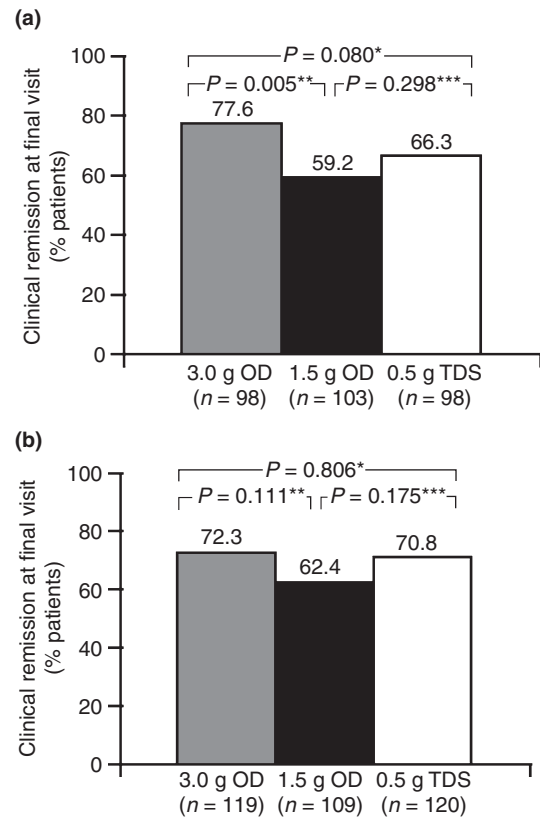 (a)
Clinical remission at final visit
(% patients)
100
80
60
40
20
0
P = 0.080*
P = 0.005**
P = 0.298***
77.6
59.2
66.3
3.0 g OD
(n = 98)
1.5 g OD
(n = 103)
0.5 g TDS
(n = 98)
(b)
Clinical remission at final visit
(% patients)
100
80
60
40
20
0
P = 0.806*
P = 0.111**
P = 0.175***
72.3
62.4
70.8
3.0 g OD
(n = 119)
1.5 g OD
(n = 109)
0.5 g TDS
(n = 120)